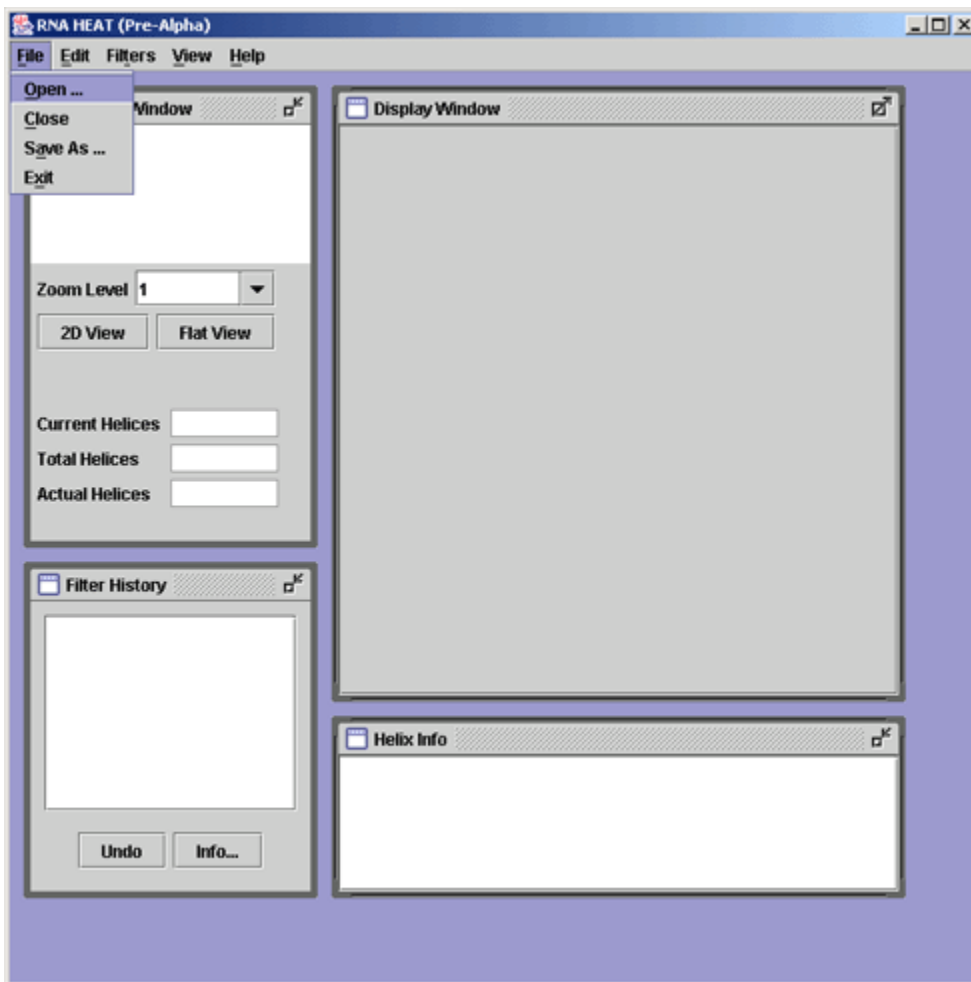 RNA HEAT (Pre-Alpha)
File Edit Filters View Help
Open ...
Close
Save As ...
Exit
Window
Display Window
Zoom Level 1
2D View Flat View
Current Helices
Total Helices
Actual Helices
Filter History
Undo Info...
Helix Info